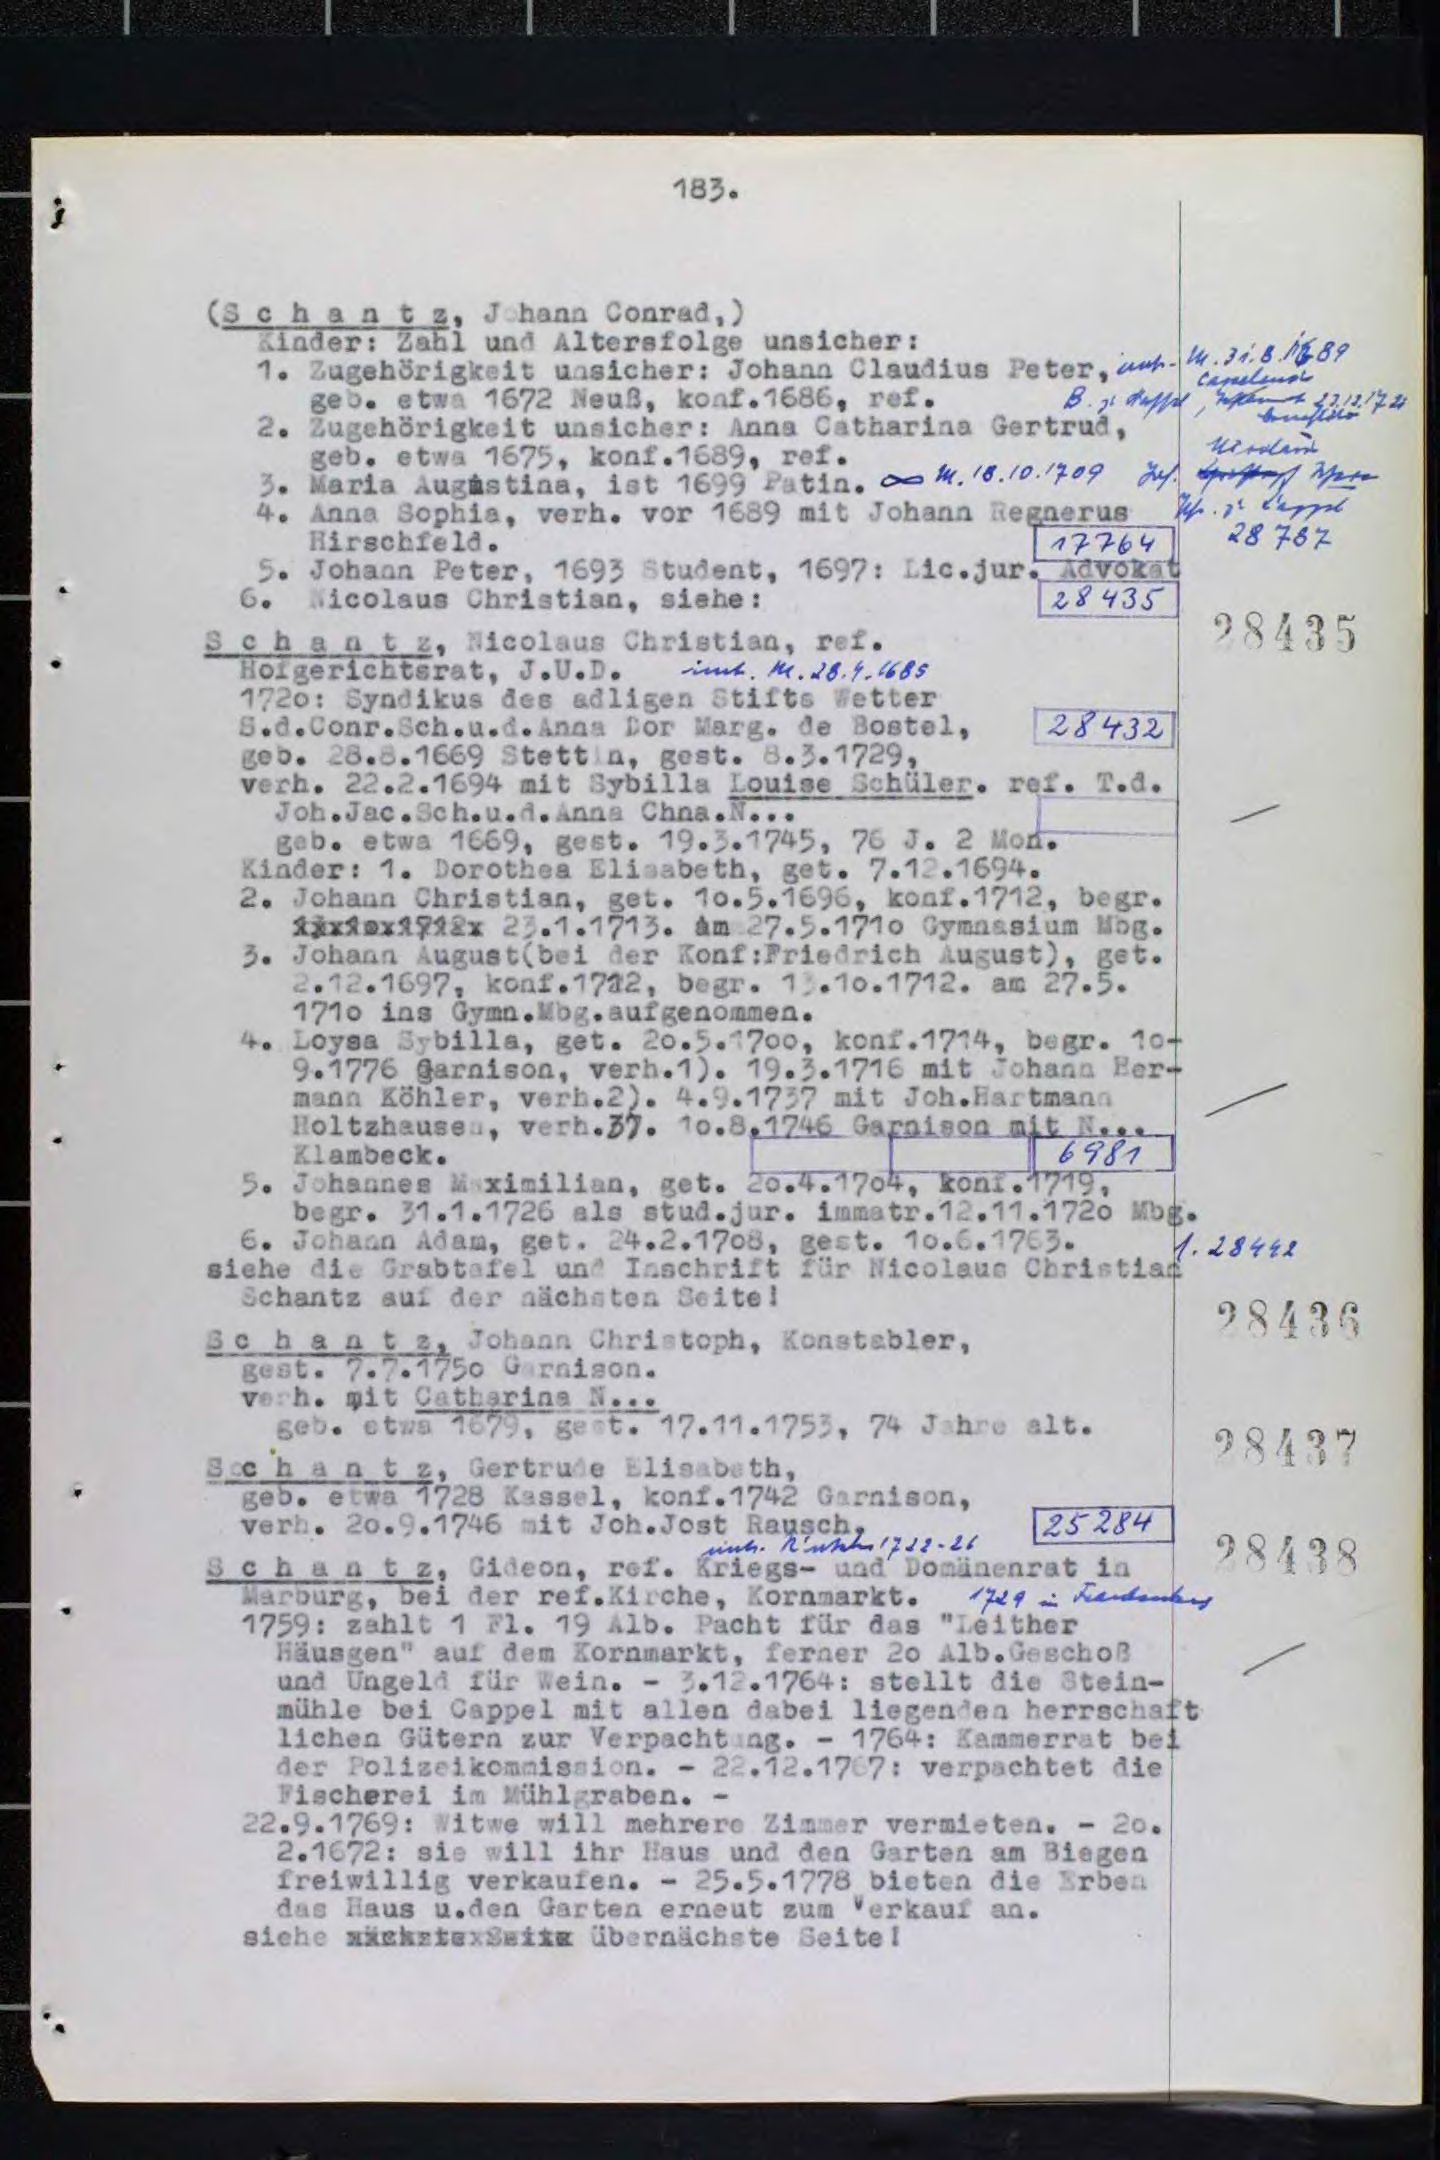 183.
(S c h a n t z, Johann Conrad,)
Kinder: Zahl und Altersfolge unsicher:
1. Zugehörigkeit unsicher: Johann Claudius Peter, imm. M. 31.8.1689
geb. etwa 1672 Neuß, konf.1686, ref.
2. Zugehörigkeit unsicher: Anna Catharina Gertrud,
geb. etwa 1675, konf.1689, ref.
3. Maria Augustina, ist 1699 Patin. ∞ M. 18.10.1709
4. Anna Sophia, verh. vor 1689 mit Johann Regnerus
Hirschfeld. 17764 28787
5. Johann Peter, 1693 Student, 1697: Lic.jur. Advokat
6. Nicolaus Christian, siehe: 28435
28435
S c h a n t z, Nicolaus Christian, ref.
Hofgerichtsrat, J.U.D. imm. M. 28.4.1685
1720: Syndikus des adligen Stifts Wetter
S.d.Conr.Sch.u.d.Anna Dor Marg. de Bostel, 28432
geb. 28.8.1669 Stettin, gest. 8.3.1729,
verh. 22.2.1694 mit Sybilla Louise Schüler. ref. T.d.
Joh.Jac.Sch.u.d.Anna Chna.N...
geb. etwa 1669, gest. 19.3.1745, 76 J. 2 Mon.
Kinder: 1. Dorothea Elisabeth, get. 7.12.1694.
2. Johann Christian, get. 10.5.1696, konf.1712, begr.
23.1.1713. am 27.5.1710 Gymnasium Mbg.
3. Johann August(bei der Konf:Friedrich August), get.
2.12.1697, konf.1712, begr. 13.10.1712. am 27.5.
1710 ins Gymn.Mbg.aufgenommen.
4. Loysa Sybilla, get. 20.5.1700, konf.1714, begr. 10-
9.1776 Garnison, verh.1). 19.3.1716 mit Johann Her-
mann Köhler, verh.2). 4.9.1737 mit Joh.Hartmann
Holtzhausen, verh.3). 10.8.1746 Garnison mit N...
Klambeck. 6981
5. Johannes Maximilian, get. 20.4.1704, konf.1719,
begr. 31.1.1726 als stud.jur. immatr.12.11.1720 Mbg.
6. Johann Adam, get. 24.2.1708, gest. 10.6.1763. 1. 28442
siehe die Grabtafel und Inschrift für Nicolaus Christian
Schantz auf der nächsten Seite!
28436
S c h a n t z, Johann Christoph, Konstabler,
gest. 7.7.1750 Garnison.
verh. mit Catharina N...
geb. etwa 1679, gest. 17.11.1753, 74 Jahre alt.
28437
S c h a n t z, Gertrude Elisabeth,
geb. etwa 1728 Kassel, konf.1742 Garnison,
verh. 20.9.1746 mit Joh.Jost Rausch. 25284
imm. Rinteln 1722-26
28438
S c h a n t z, Gideon, ref. Kriegs- und Domänenrat in
Marburg, bei der ref.Kirche, Kornmarkt. 1729 in Frankenberg
1759: zahlt 1 Fl. 19 Alb. Pacht für das "Leither
Häusgen" auf dem Kornmarkt, ferner 20 Alb.Geschoß
und Ungeld für Wein. - 3.12.1764: stellt die Stein-
mühle bei Cappel mit allen dabei liegenden herrschaft
lichen Gütern zur Verpachtung. - 1764: Kammerrat bei
der Polizeikommission. - 22.12.1767: verpachtet die
Fischerei im Mühlgraben. -
22.9.1769: Witwe will mehrere Zimmer vermieten. - 20.
2.1672: sie will ihr Haus und den Garten am Biegen
freiwillig verkaufen. - 25.5.1778 bieten die Erben
das Haus u.den Garten erneut zum Verkauf an.
siehe übernächste Seite!